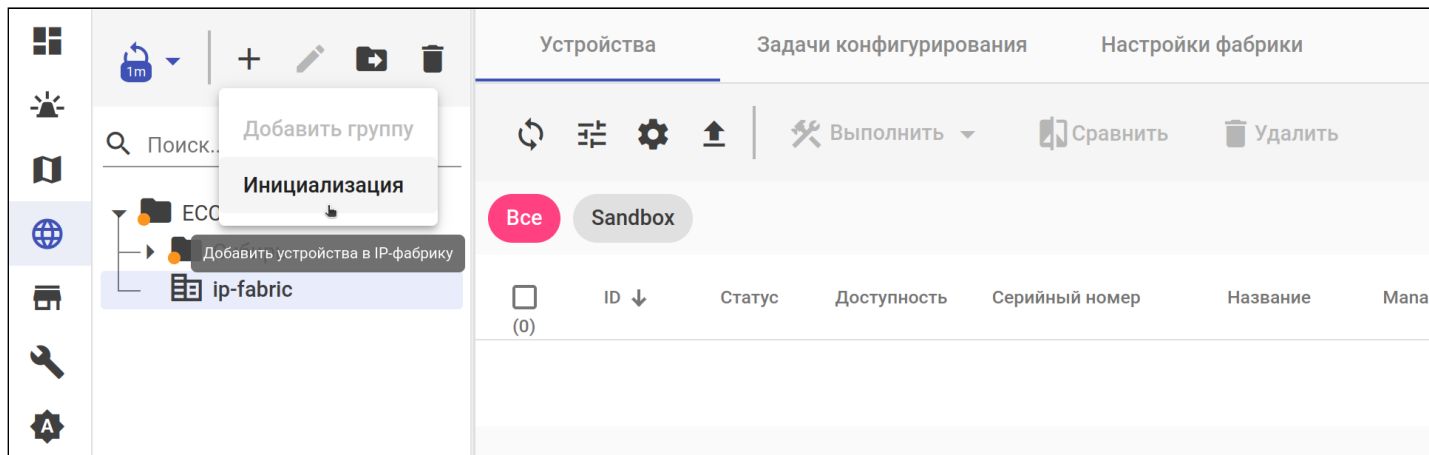 1m
Поиск..
Добавить группу
Инициализация
ECC
Добавить устройства в IP-фабрику
ip-fabric
Устройства
Задачи конфигурирования
Настройки фабрики
Выполнить
Сравнить
Удалить
Все
Sandbox
(0)
ID
Статус
Доступность
Серийный номер
Название
Mana
A